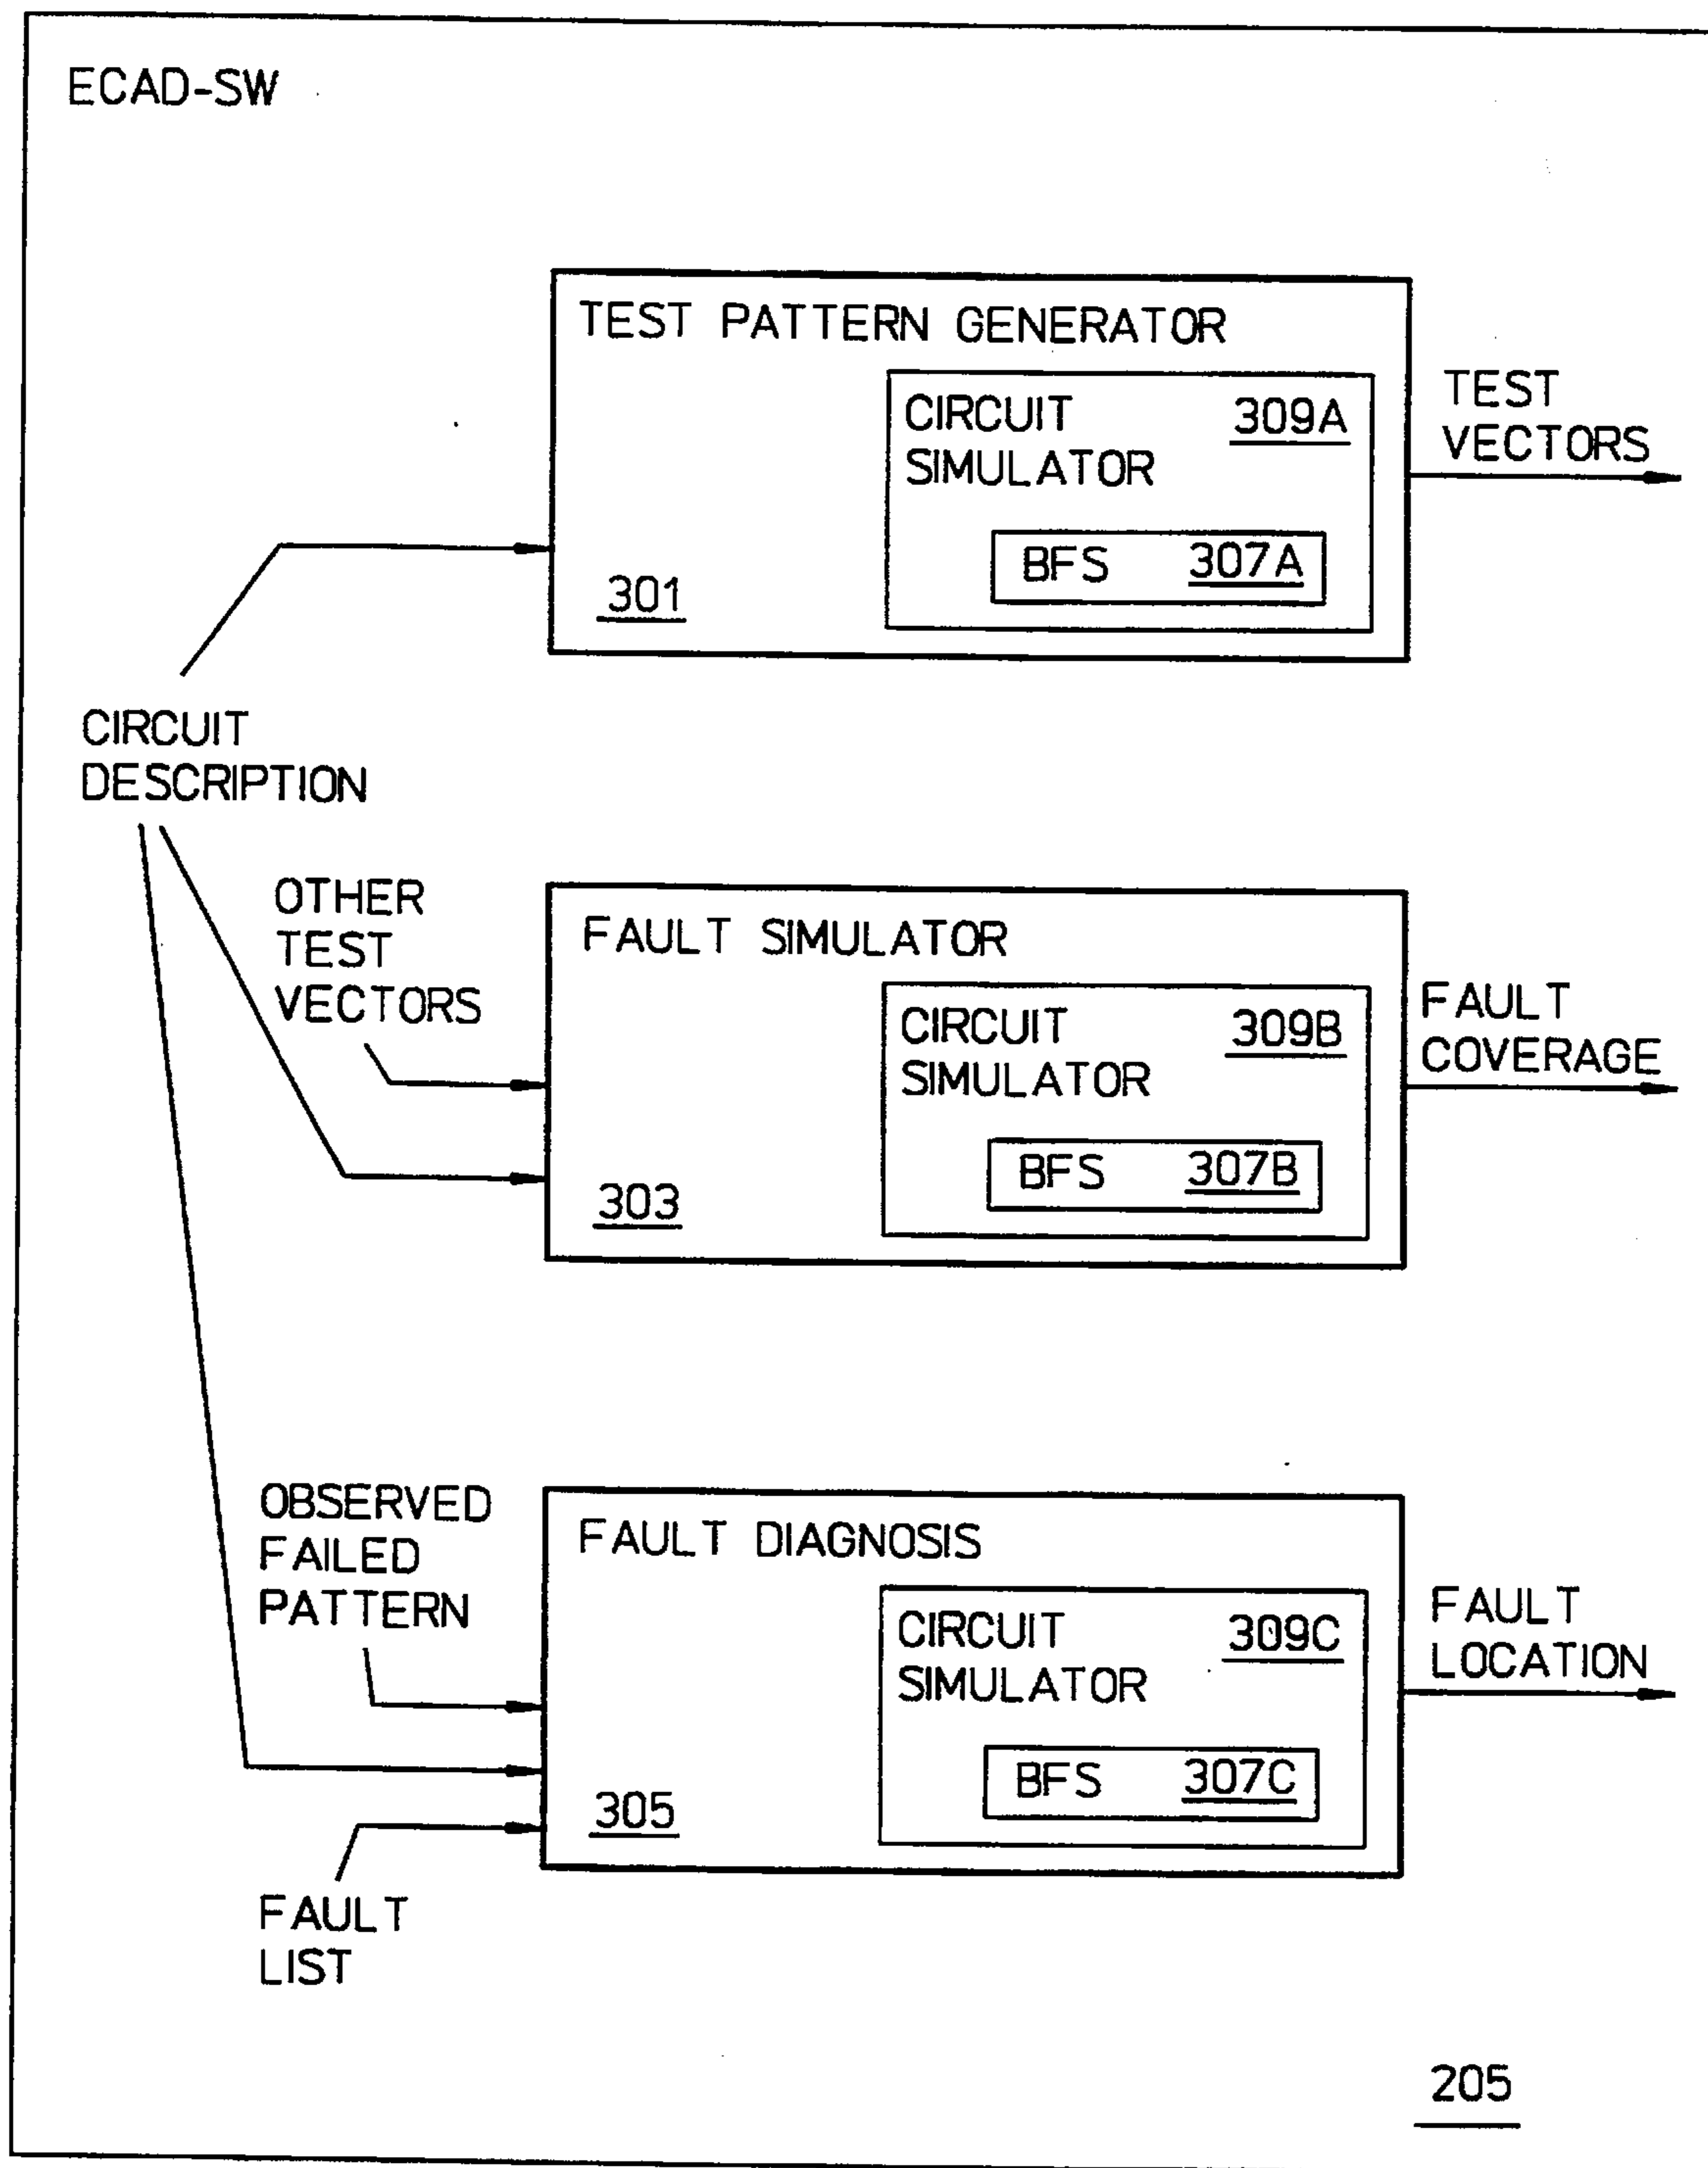 ECAD-SW
TEST PATTERN GENERATOR
CIRCUIT 309A
SIMULATOR
BFS 307A
301
TEST
VECTORS
CIRCUIT
DESCRIPTION
OTHER
TEST
VECTORS
FAULT SIMULATOR
CIRCUIT 309B
SIMULATOR
BFS 307B
303
FAULT
COVERAGE
OBSERVED
FAILED
PATTERN
FAULT DIAGNOSIS
CIRCUIT 309C
SIMULATOR
BFS 307C
305
FAULT
LOCATION
FAULT
LIST
205